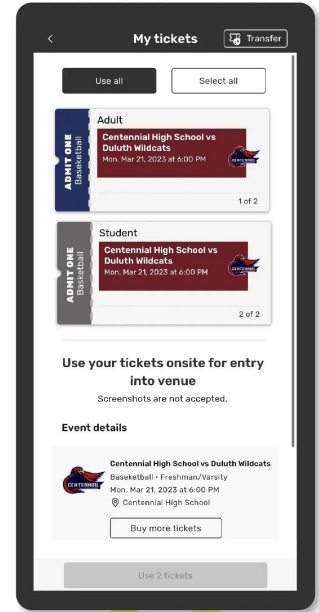 My tickets
Transfer
Use all
Select all
Adult
Centennial High School vs
Duluth Wildcats
Mon. Mar 21, 2023 at 6:00 PM
ADMIT ONE
Baseketball
1 of 2
Student
Centennial High School vs
Duluth Wildcats
Mon. Mar 21, 2023 at 6:00 PM
CENTENNIAL
ADMIT ONE
Basketball
2 of 2
Use your tickets onsite for entry
into venue
Screenshots are not accepted.
Event details
Centennial High School vs Duluth Wildcats
Baseketball • Freshman/Varsity
Mon. Mar 21, 2023 at 6:00 PM
Centennial High School
CENTENNIAL
Buy more tickets
Use 2 tickets